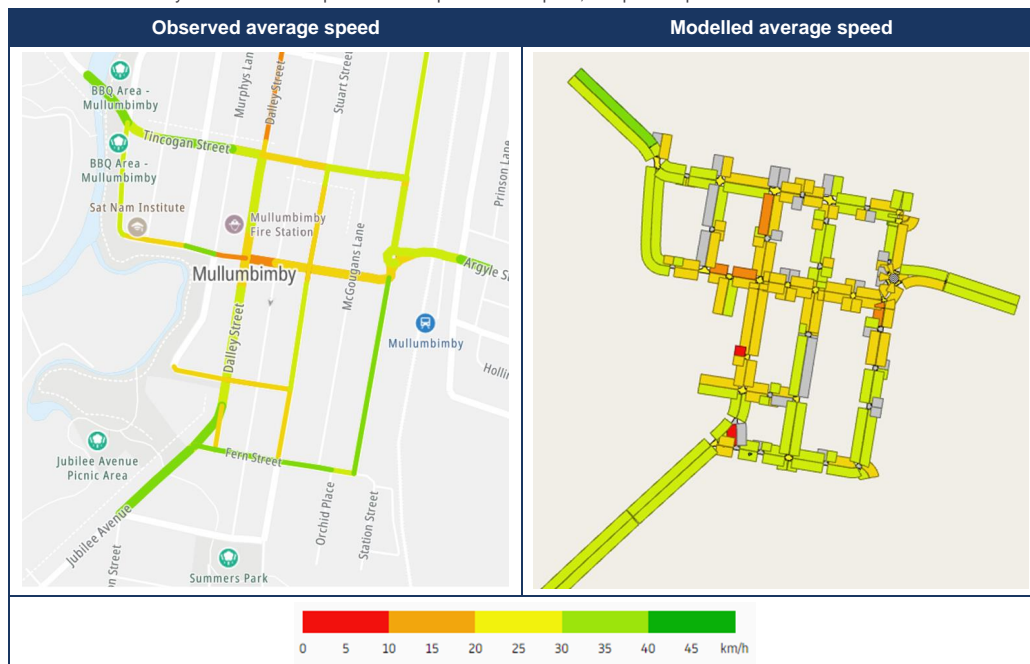 Observed average speed
Modelled average speed
BBQ Area -
Mullumbimby
Murphys Lan
Dalley Street
Stuart Street
Tincogan Street
BBQ Area -
Mullumbimby
Prinson Lane
Sat Nam Institute
Mullumbimby
Fire Station
McGougans Lane
Mullumbimby
Argyle S
Dalley Street
Mullumbimby
Hollin
Jubilee Avenue
Picnic Area
Fern Street
Orchid Place
Station Street
Jubilee Avenue
n Street
Summers Park
0 5 10 15 20 25 30 35 40 45 km/h